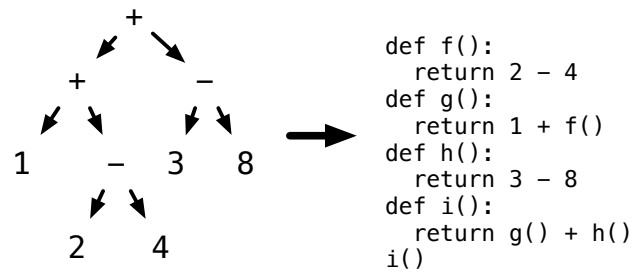 +
+ −
1 − 3 8
2 4
def f():
  return 2 − 4
def g():
  return 1 + f()
def h():
  return 3 − 8
def i():
  return g() + h()
i()